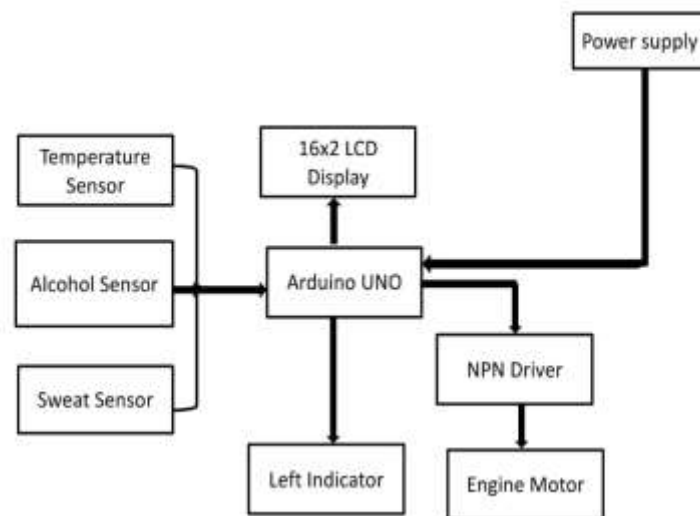 Power supply
Temperature
Sensor
16x2 LCD
Display
Alcohol Sensor
Arduino UNO
NPN Driver
Sweat Sensor
Left Indicator
Engine Motor